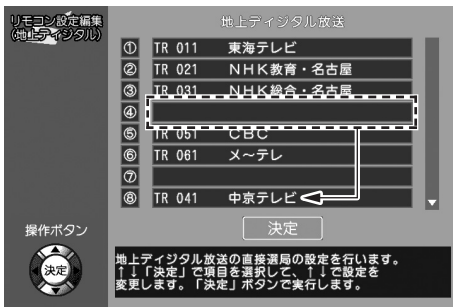 リモコン設定編集
(地上ディジタル)
地上ディジタル放送
① TR 011 東海テレビ
② TR 021 NHK教育・名古屋
③ TR 031 NHK総合・名古屋
④
⑤ TR 051 CBC
⑥ TR 061 メ〜テレ
⑦
⑧ TR 041 中京テレビ
決定
操作ボタン
決定
地上ディジタル放送の直接選局の設定を行います。
↑↓「決定」で項目を選択して、↑↓で設定を
変更します。「決定」ボタンで実行します。